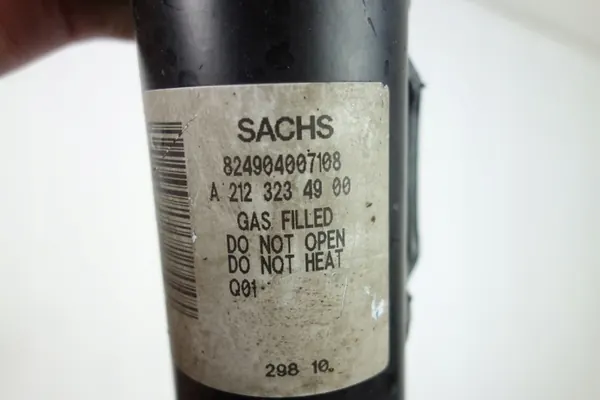 SACHS
824904007108
A 212 323 49 00
GAS FILLED
DO NOT OPEN
DO NOT HEAT
Q01
298 10